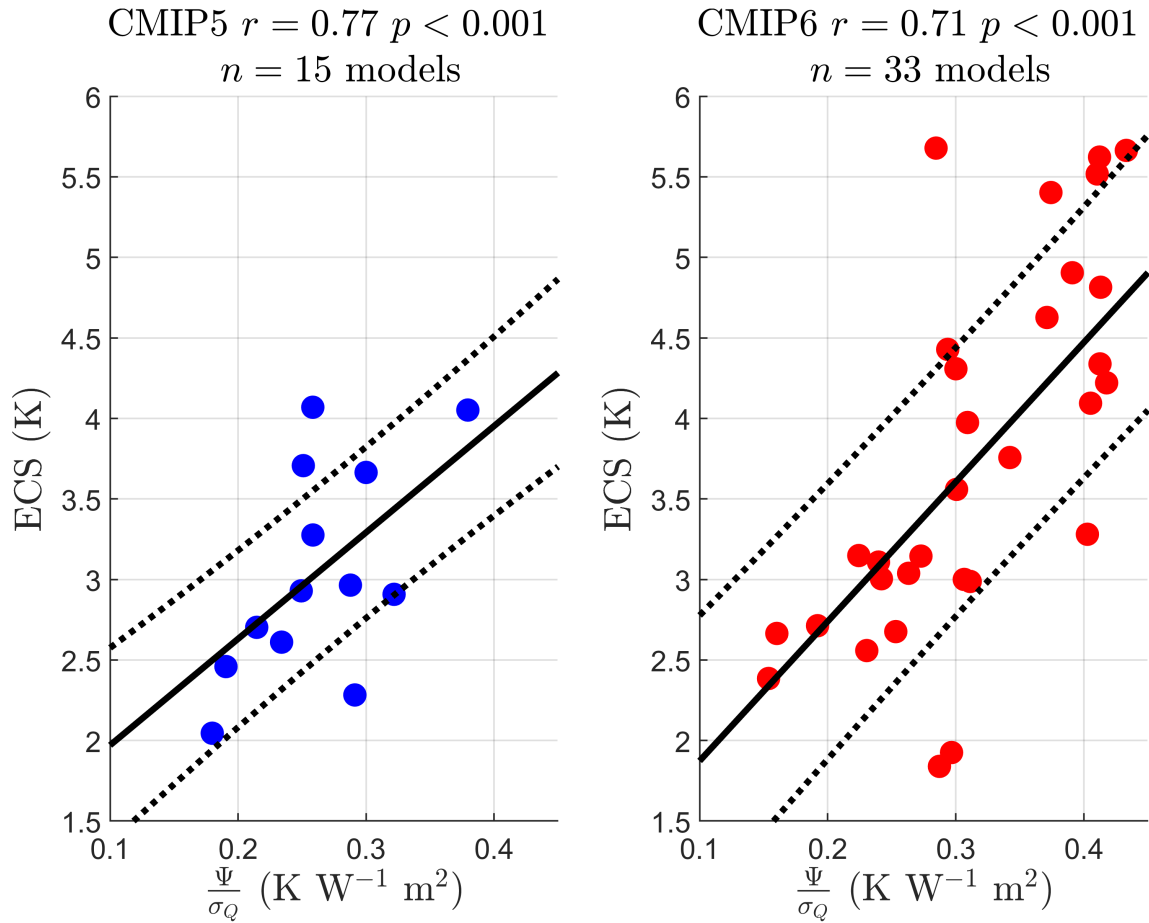 CMIP5 r = 0.77 p < 0.001
n = 15 models
6
5.5
5
4.5
4
3.5
3
2.5
2
1.5
ECS (K)
0.1 0.2 0.3 0.4
Ψ/σ_Q (K W⁻¹ m²)
CMIP6 r = 0.71 p < 0.001
n = 33 models
6
5.5
5
4.5
4
3.5
3
2.5
2
1.5
ECS (K)
0.1 0.2 0.3 0.4
Ψ/σ_Q (K W⁻¹ m²)